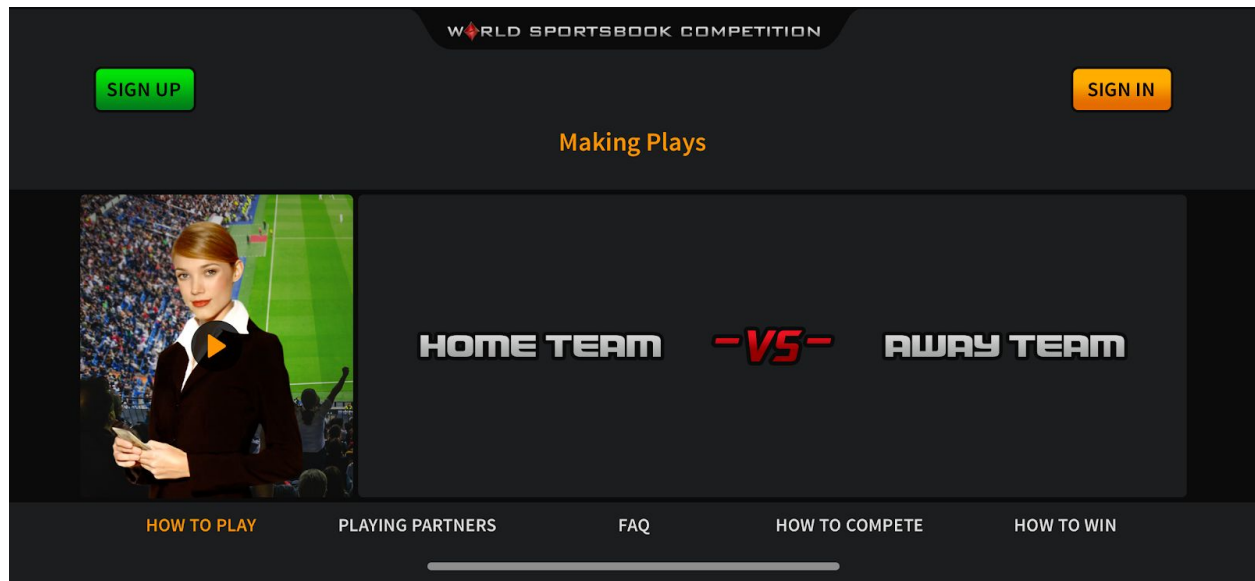 WORLD SPORTSBOOK COMPETITION
SIGN UP
SIGN IN
Making Plays
HOME TEAM -VS- AWAY TEAM
HOW TO PLAY
PLAYING PARTNERS
FAQ
HOW TO COMPETE
HOW TO WIN